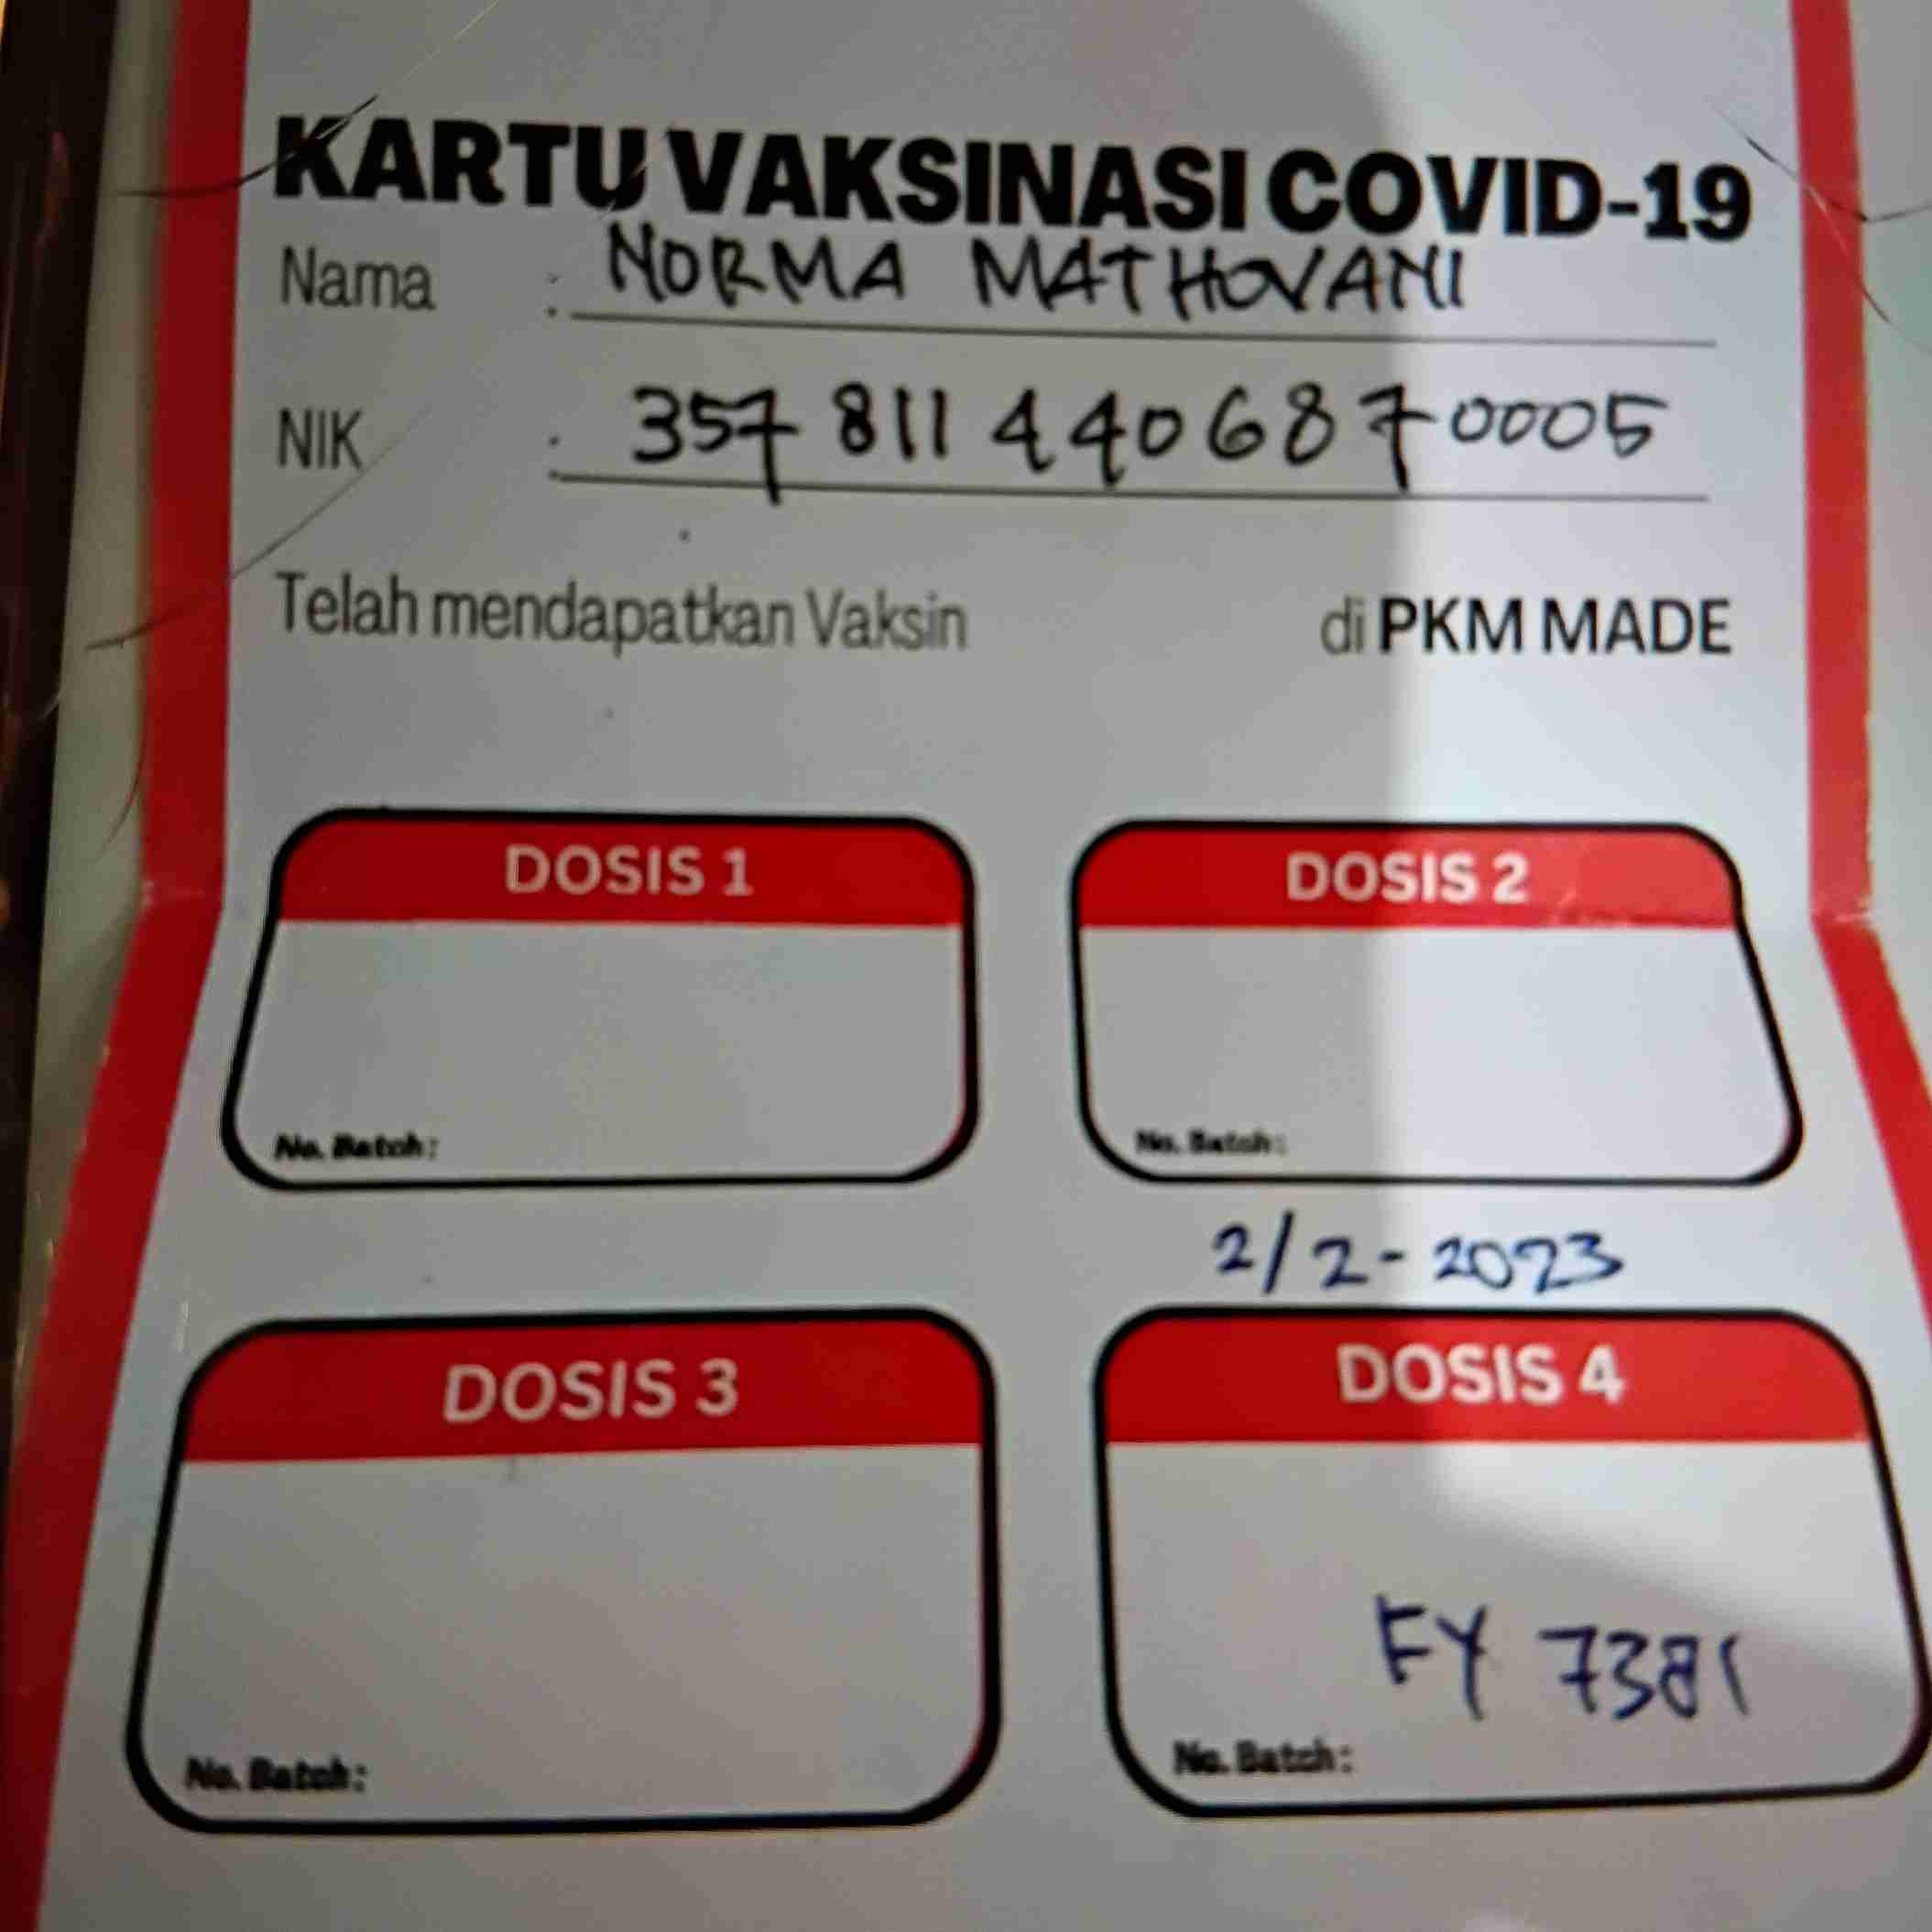 KARTU VAKSINASI COVID-19
Nama : NORMA MATHOVANI
NIK : 3578114406870005
Telah mendapatkan Vaksin di PKM MADE
DOSIS 1
No. Batch:
DOSIS 2
No. Batch:
2/2-2023
DOSIS 3
No. Batch:
DOSIS 4
FY 7381
No. Batch: